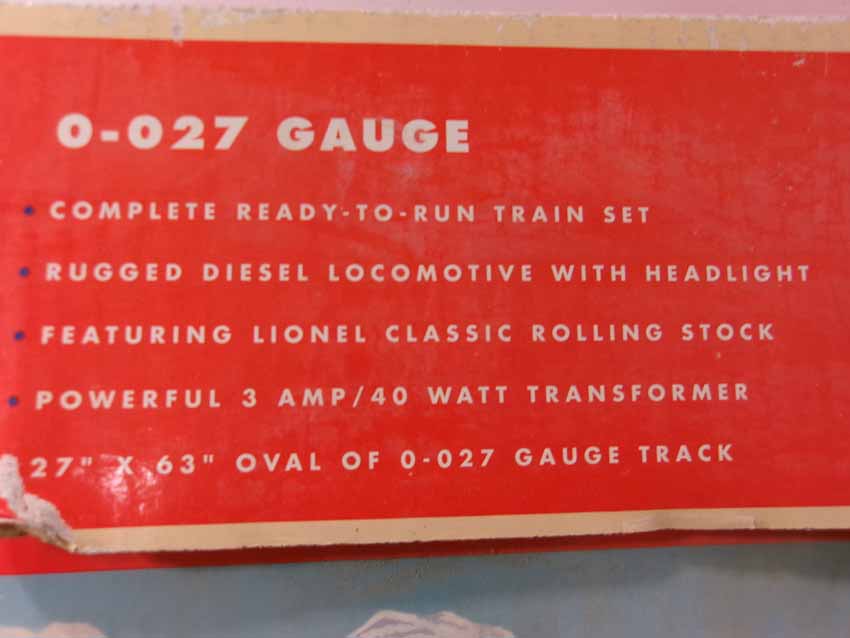 0-027 GAUGE
• COMPLETE READY-TO-RUN TRAIN SET
• RUGGED DIESEL LOCOMOTIVE WITH HEADLIGHT
• FEATURING LIONEL CLASSIC ROLLING STOCK
• POWERFUL 3 AMP/40 WATT TRANSFORMER
27" X 63" OVAL OF 0-027 GAUGE TRACK